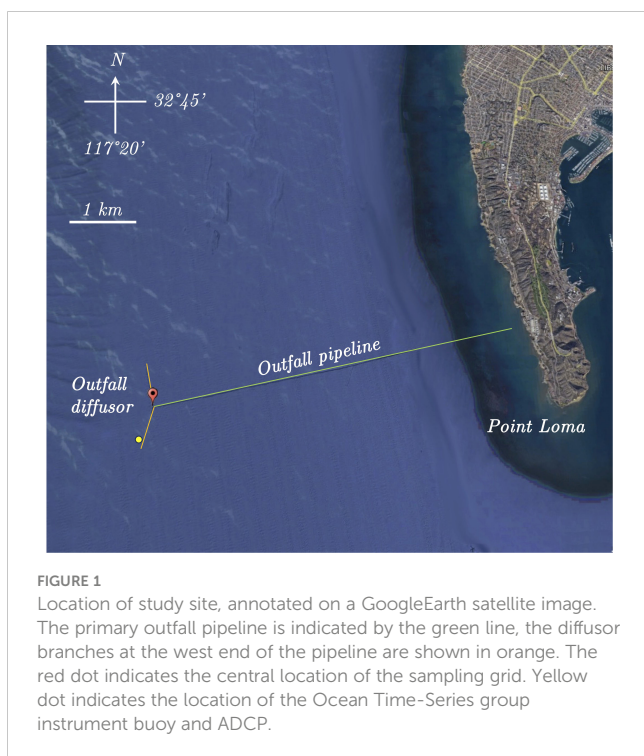 N
32°45'
117°20'
1 km
Outfall pipeline
Outfall
diffusor
Point Loma
FIGURE 1
Location of study site, annotated on a GoogleEarth satellite image.
The primary outfall pipeline is indicated by the green line, the diffusor
branches at the west end of the pipeline are shown in orange. The
red dot indicates the central location of the sampling grid. Yellow
dot indicates the location of the Ocean Time-Series group
instrument buoy and ADCP.